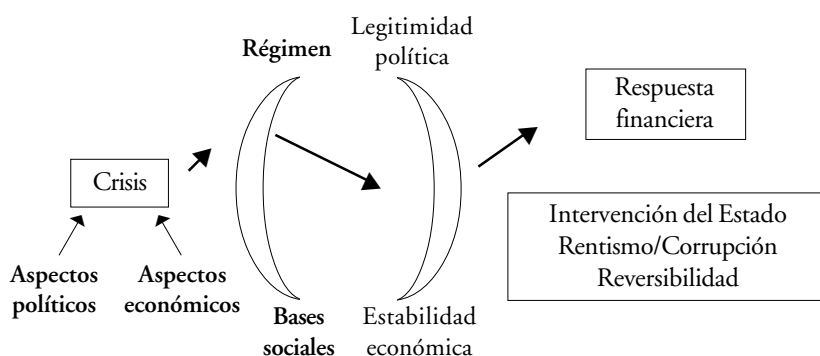 Régimen
Legitimidad
política
Respuesta
financiera
Crisis
Intervención del Estado
Rentismo/Corrupción
Reversibilidad
Aspectos
políticos
Aspectos
económicos
Bases
sociales
Estabilidad
económica